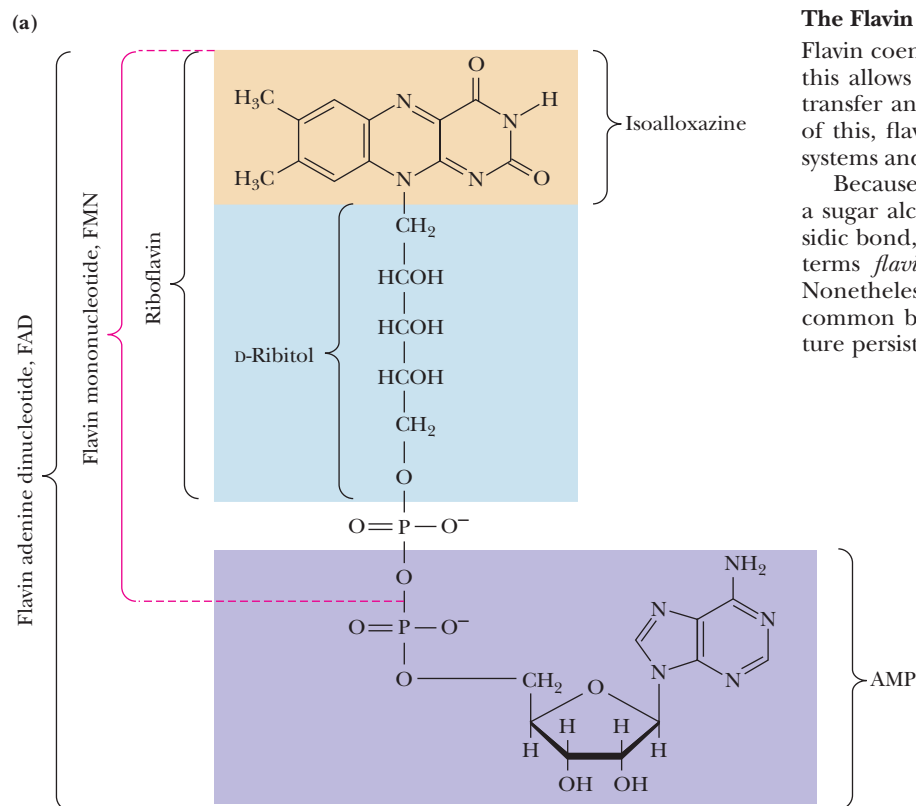 (a)
Flavin adenine dinucleotide, FAD
Flavin mononucleotide, FMN
Riboflavin
D-Ribitol
H₃C
H₃C
N
O
N
H
N
N
O
Isoalloxazine
CH₂
HCOH
HCOH
HCOH
CH₂
O
O=P—O⁻
O
O=P—O⁻
O
CH₂
O
H
H
H
H
OH
OH
NH₂
N
N
N
N
AMP
The Flavin
Flavin coen
this allows
transfer an
of this, flav
systems and
Because
a sugar alc
sidic bond,
terms flavi
Nonetheles
common b
ture persist